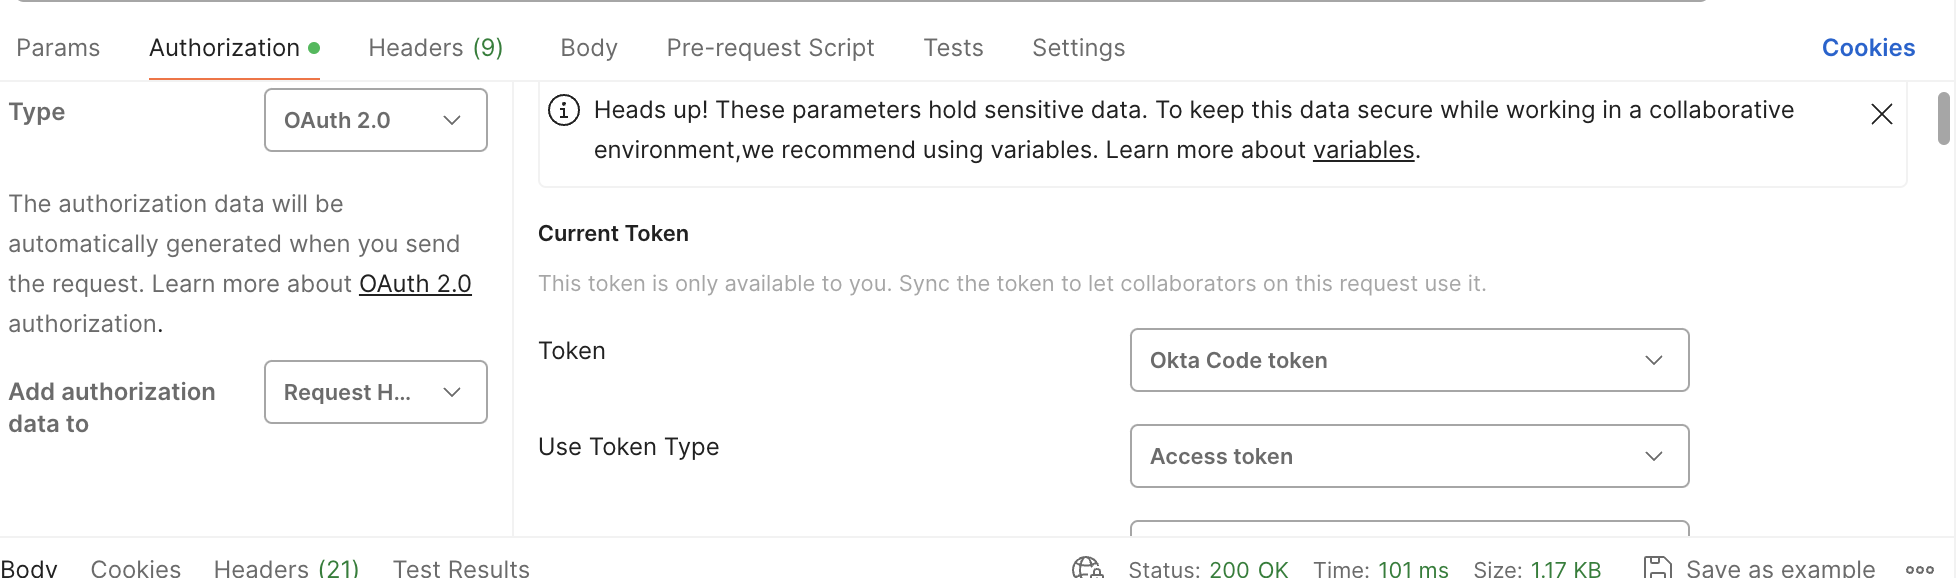 Params Authorization Headers (9) Body Pre-request Script Tests Settings Cookies
Type OAuth 2.0
The authorization data will be
automatically generated when you send
the request. Learn more about OAuth 2.0
authorization.
Add authorization
data to
Request H...
Heads up! These parameters hold sensitive data. To keep this data secure while working in a collaborative
environment,we recommend using variables. Learn more about variables.
Current Token
This token is only available to you. Sync the token to let collaborators on this request use it.
Token Okta Code token
Use Token Type Access token
Body Cookies Headers (21) Test Results Status: 200 OK Time: 101 ms Size: 1.17 KB Save as example